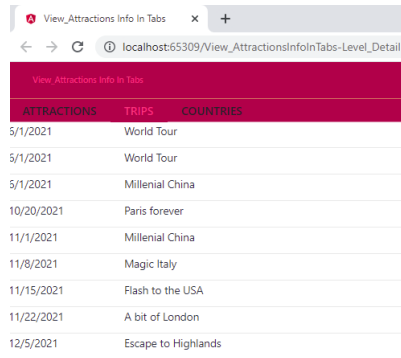 View_Attractions Info In Tabs
localhost:65309/View_AttractionsInfoInTabs-Level_Detail
View_Attractions Info In Tabs
ATTRACTIONS TRIPS COUNTRIES
6/1/2021 World Tour
6/1/2021 World Tour
6/1/2021 Millenial China
10/20/2021 Paris forever
11/1/2021 Millenial China
11/8/2021 Magic Italy
11/15/2021 Flash to the USA
11/22/2021 A bit of London
12/5/2021 Escape to Highlands